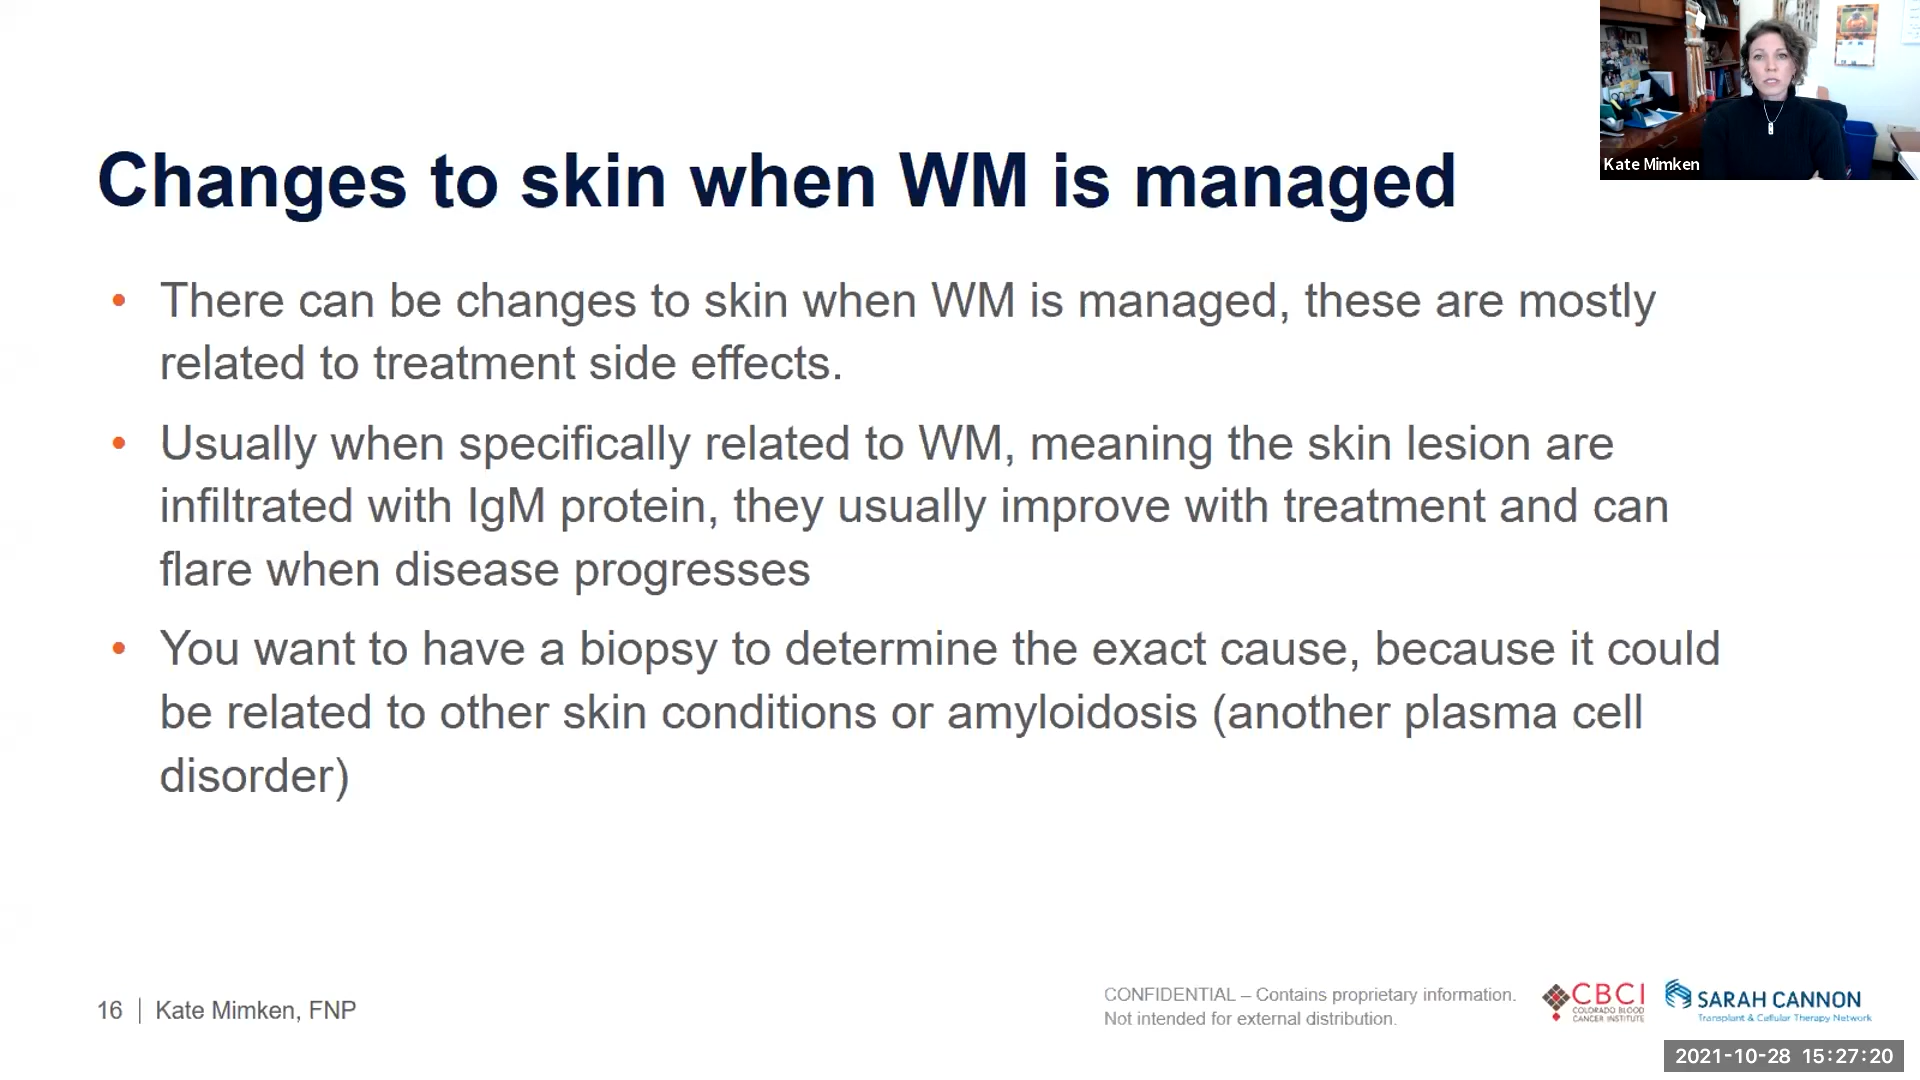 Kate Mimken
Changes to skin when WM is managed
• There can be changes to skin when WM is managed, these are mostly
related to treatment side effects.
• Usually when specifically related to WM, meaning the skin lesion are
infiltrated with IgM protein, they usually improve with treatment and can
flare when disease progresses
• You want to have a biopsy to determine the exact cause, because it could
be related to other skin conditions or amyloidosis (another plasma cell
disorder)
16 | Kate Mimken, FNP
CONFIDENTIAL – Contains proprietary information.
Not intended for external distribution.
CBCI
COLORADO BLOOD
CANCER INSTITUTE
SARAH CANNON
Transplant & Cellular Therapy Network
2021-10-28 15:27:20